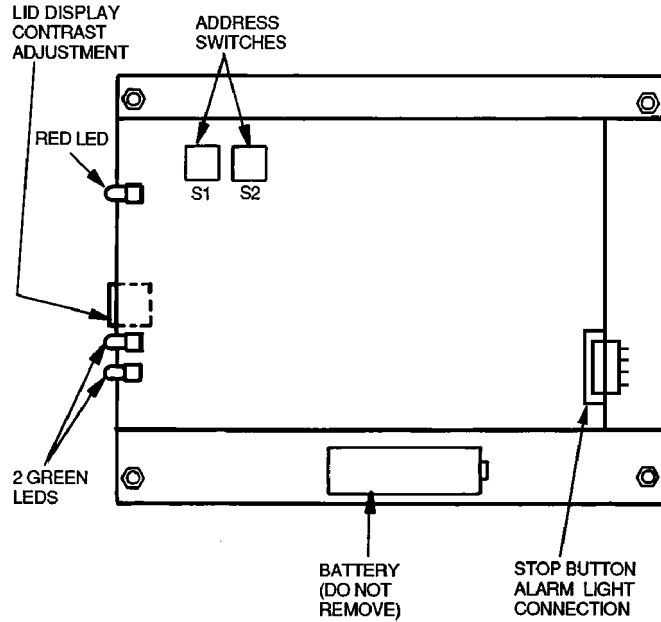 LID DISPLAY
CONTRAST
ADJUSTMENT
ADDRESS
SWITCHES
RED LED
S1
S2
2 GREEN
LEDS
BATTERY
(DO NOT
REMOVE)
STOP BUTTON
ALARM LIGHT
CONNECTION